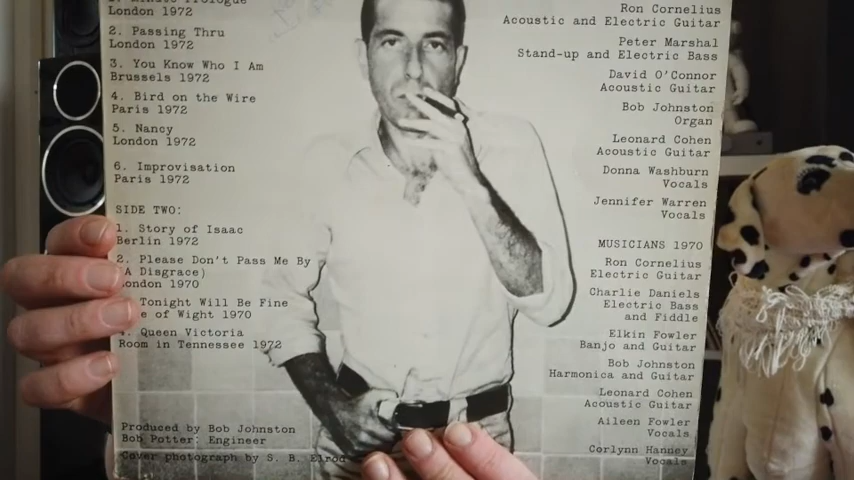 1. Minute Prologue
London 1972
2. Passing Thru
London 1972
3. You Know Who I Am
Brussels 1972
4. Bird on the Wire
Paris 1972
5. Nancy
London 1972
6. Improvisation
Paris 1972
SIDE TWO:
1. Story of Isaac
Berlin 1972
2. Please Don't Pass Me By
(A Disgrace)
London 1970
Tonight Will Be Fine
e of Wight 1970
4. Queen Victoria
Room in Tennessee 1972
Produced by Bob Johnston
Bob Potter: Engineer
Cover photograph by S. B. Elrod
Ron Cornelius
Acoustic and Electric Guitar
Peter Marshal
Stand-up and Electric Bass
David O'Connor
Acoustic Guitar
Bob Johnston
Organ
Leonard Cohen
Acoustic Guitar
Donna Washburn
Vocals
Jennifer Warren
Vocals
MUSICIANS 1970
Ron Cornelius
Electric Guitar
Charlie Daniels
Electric Bass
and Fiddle
Elkin Fowler
Banjo and Guitar
Bob Johnston
Harmonica and Guitar
Leonard Cohen
Acoustic Guitar
Aileen Fowler
Vocals
Corlynn Hanney
Vocals